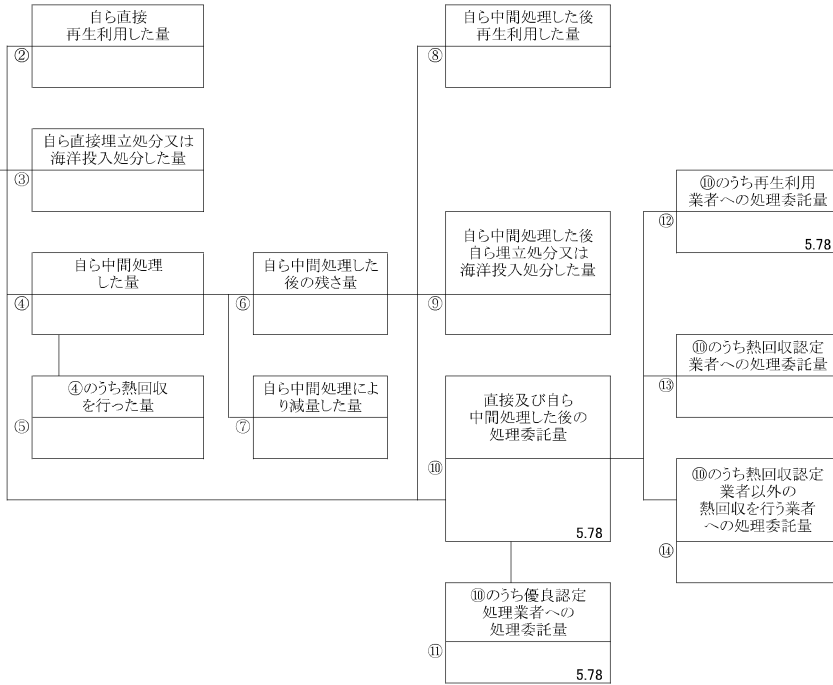 自ら直接
再生利用した量
②
自ら直接埋立処分又は
海洋投入処分した量
③
自ら中間処理
した量
④
④のうち熱回収
を行った量
⑤
自ら中間処理した
後の残さ量
⑥
自ら中間処理によ
り減量した量
⑦
自ら中間処理した後
再生利用した量
⑧
自ら中間処理した後
自ら埋立処分又は
海洋投入処分した量
⑨
直接及び自ら
中間処理した後の
処理委託量
⑩
5.78
⑩のうち優良認定
処理業者への
処理委託量
⑪
5.78
⑩のうち再生利用
業者への処理委託量
⑫
5.78
⑩のうち熱回収認定
業者への処理委託量
⑬
⑩のうち熱回収認定
業者以外の
熱回収を行う業者
への処理委託量
⑭